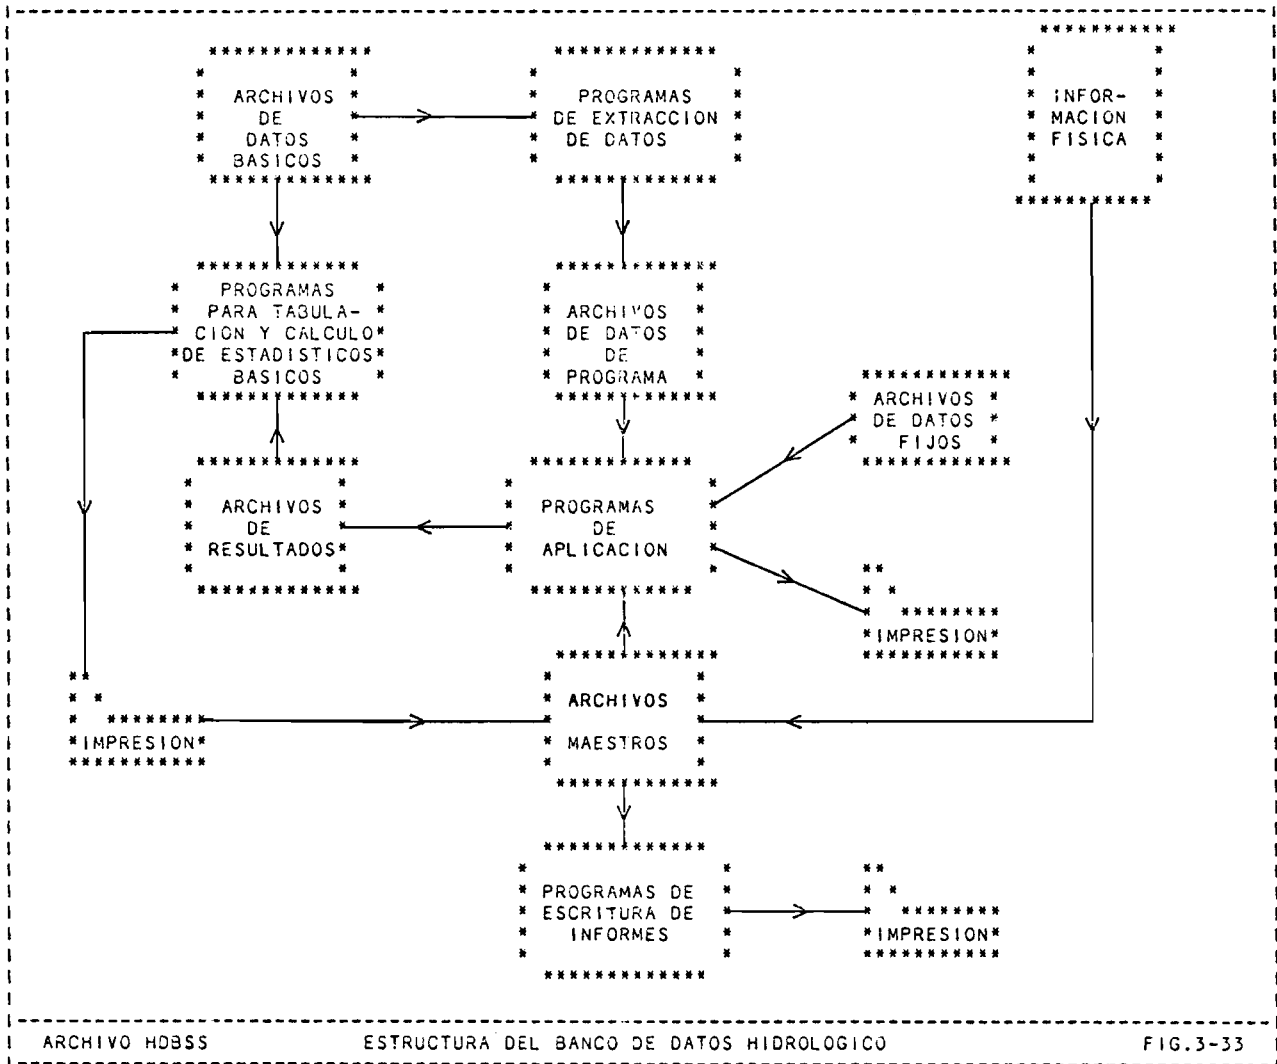 ARCHIVOS
DE
DATOS
BASICOS
PROGRAMAS
DE EXTRACCION
DE DATOS
INFOR-
MACION
FISICA
PROGRAMAS
PARA TABULA-
CION Y CALCULO
DE ESTADISTICOS
BASICOS
ARCHIVOS
DE DATOS
DE
PROGRAMA
ARCHIVOS
DE DATOS
FIJOS
ARCHIVOS
DE
RESULTADOS
PROGRAMAS
DE
APLICACION
IMPRESION
IMPRESION
ARCHIVOS
MAESTROS
PROGRAMAS DE
ESCRITURA DE
INFORMES
IMPRESION
ARCHIVO HDBSS
ESTRUCTURA DEL BANCO DE DATOS HIDROLOGICO
FIG.3-33